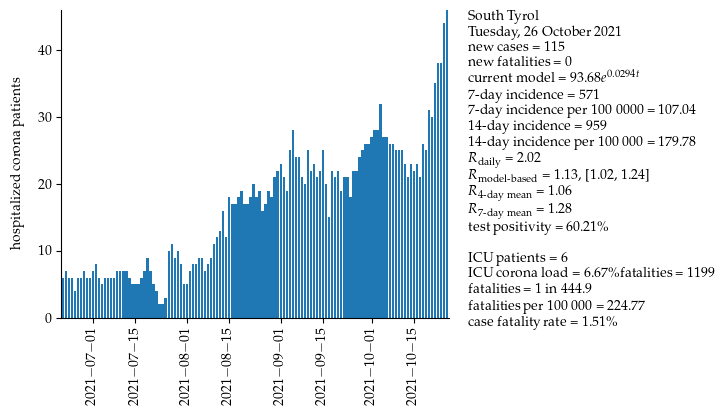 hospitalized corona patients
40
30
20
10
0
2021−07−01
2021−07−15
2021−08−01
2021−08−15
2021−09−01
2021−09−15
2021−10−01
2021−10−15
South Tyrol
Tuesday, 26 October 2021
new cases = 115
new fatalities = 0
current model = 93.68e^0.0294t
7-day incidence = 571
7-day incidence per 100 0000 = 107.04
14-day incidence = 959
14-day incidence per 100 000 = 179.78
R_daily = 2.02
R_model-based = 1.13, [1.02, 1.24]
R_4-day mean = 1.06
R_7-day mean = 1.28
test positivity = 60.21%
ICU patients = 6
ICU corona load = 6.67%fatalities = 1199
fatalities = 1 in 444.9
fatalities per 100 000 = 224.77
case fatality rate = 1.51%